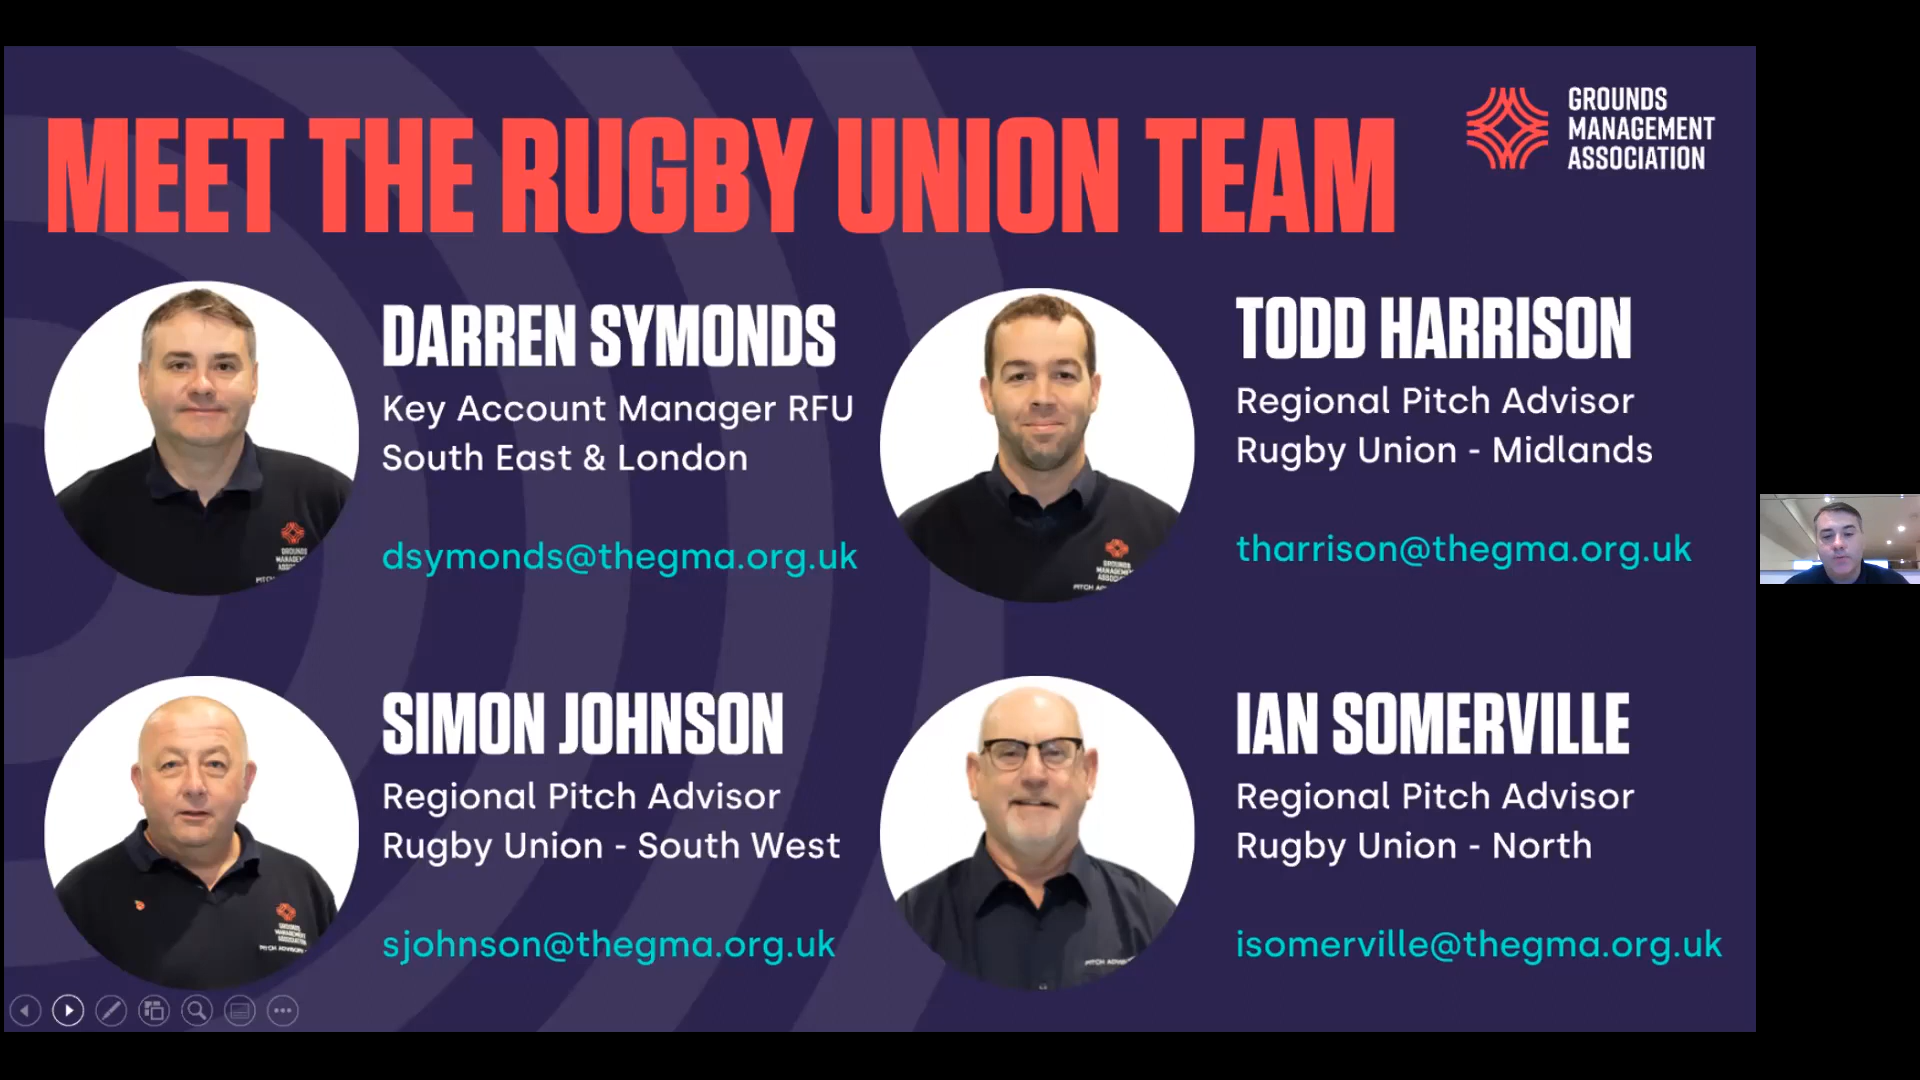 MEET THE RUGBY UNION TEAM
GROUNDS
MANAGEMENT
ASSOCIATION
DARREN SYMONDS
Key Account Manager RFU
South East & London
dsymonds@thegma.org.uk
TODD HARRISON
Regional Pitch Advisor
Rugby Union - Midlands
tharrison@thegma.org.uk
SIMON JOHNSON
Regional Pitch Advisor
Rugby Union - South West
sjohnson@thegma.org.uk
IAN SOMERVILLE
Regional Pitch Advisor
Rugby Union - North
isomerville@thegma.org.uk